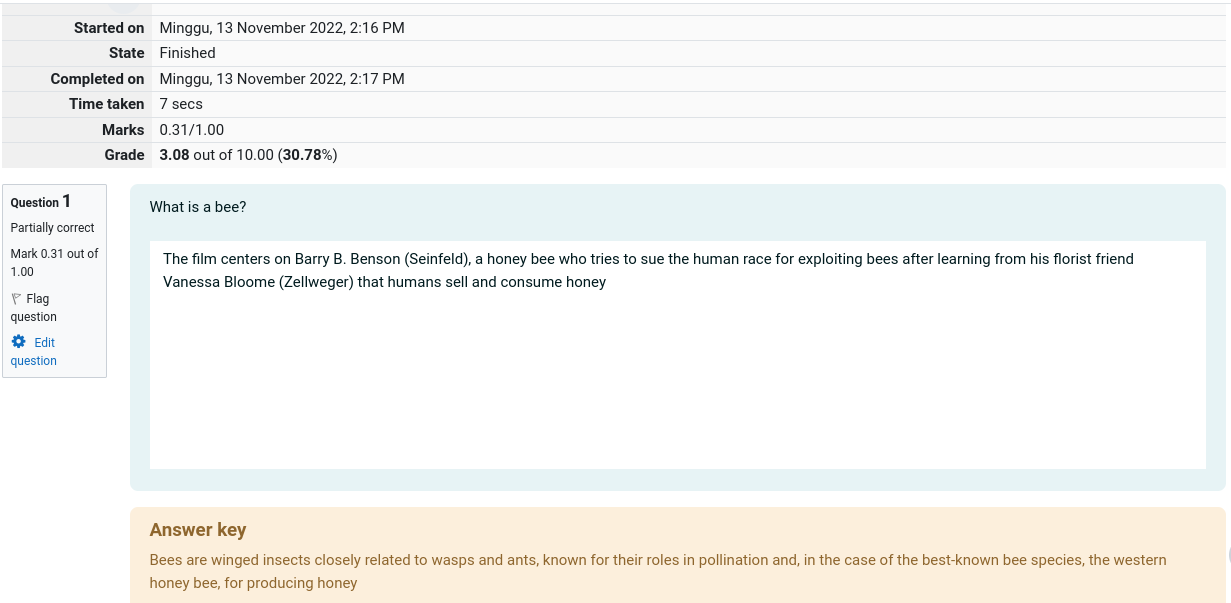 Started on Minggu, 13 November 2022, 2:16 PM
State Finished
Completed on Minggu, 13 November 2022, 2:17 PM
Time taken 7 secs
Marks 0.31/1.00
Grade 3.08 out of 10.00 (30.78%)
Question 1
Partially correct
Mark 0.31 out of
1.00
Flag
question
Edit
question
What is a bee?
The film centers on Barry B. Benson (Seinfeld), a honey bee who tries to sue the human race for exploiting bees after learning from his florist friend
Vanessa Bloome (Zellweger) that humans sell and consume honey
Answer key
Bees are winged insects closely related to wasps and ants, known for their roles in pollination and, in the case of the best-known bee species, the western
honey bee, for producing honey